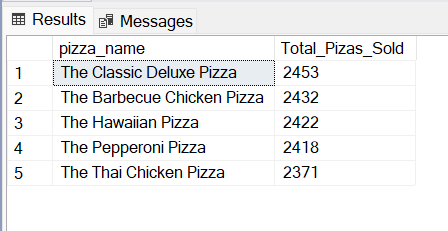 Results Messages
pizza_name Total_Pizas_Sold
1 The Classic Deluxe Pizza 2453
2 The Barbecue Chicken Pizza 2432
3 The Hawaiian Pizza 2422
4 The Pepperoni Pizza 2418
5 The Thai Chicken Pizza 2371